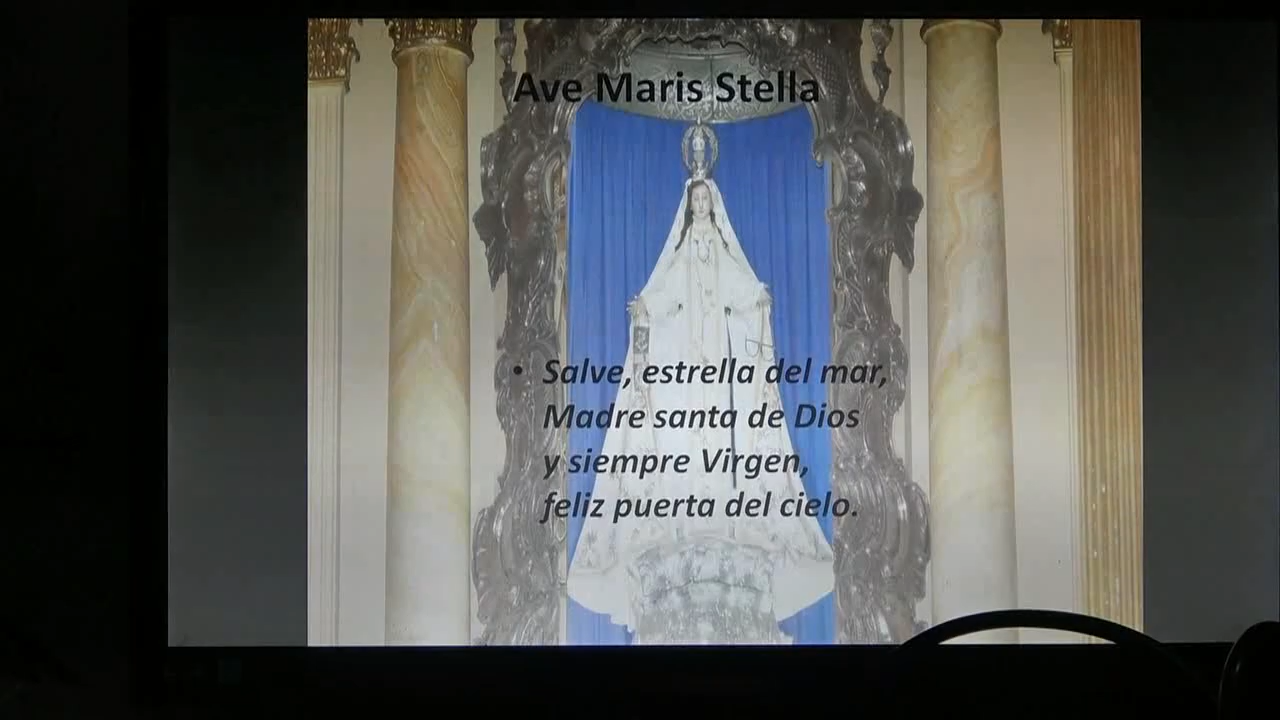 Ave Maris Stella
• Salve, estrella del mar,
Madre santa de Dios
y siempre Virgen,
feliz puerta del cielo.